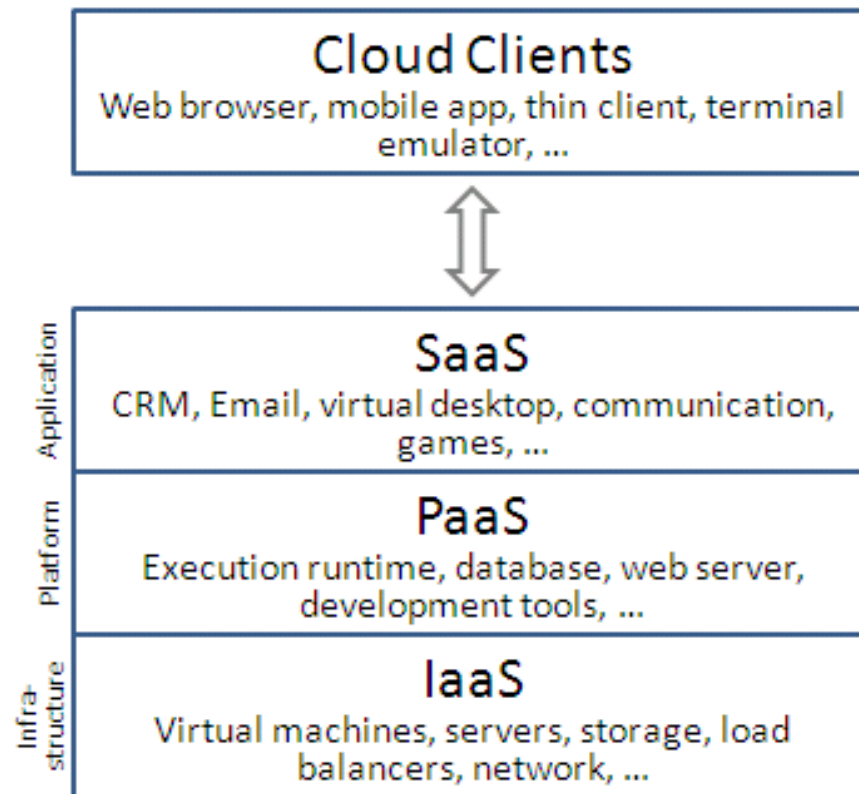 Cloud Clients
Web browser, mobile app, thin client, terminal
emulator, ...
Application
SaaS
CRM, Email, virtual desktop, communication,
games, ...
Platform
PaaS
Execution runtime, database, web server,
development tools, ...
Infra-
structure
IaaS
Virtual machines, servers, storage, load
balancers, network, ...